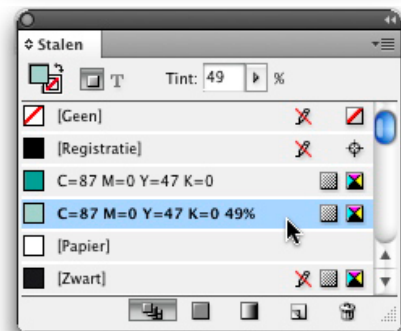 Stalen
T Tint: 49 %
[Geen]
[Registratie]
C=87 M=0 Y=47 K=0
C=87 M=0 Y=47 K=0 49%
[Papier]
[Zwart]